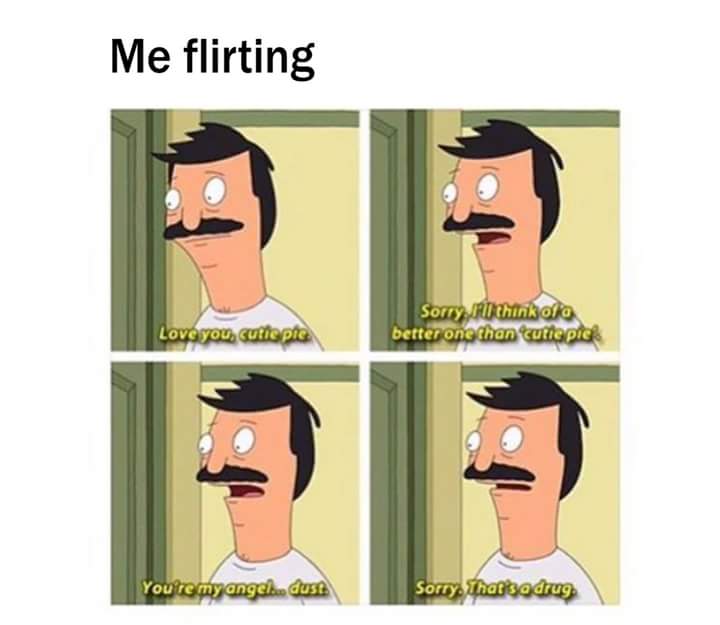 Me flirting
Love you, cutie pie.
Sorry, I'll think of a
better one than 'cutie pie'.
You're my angel... dust.
Sorry. That's a drug.